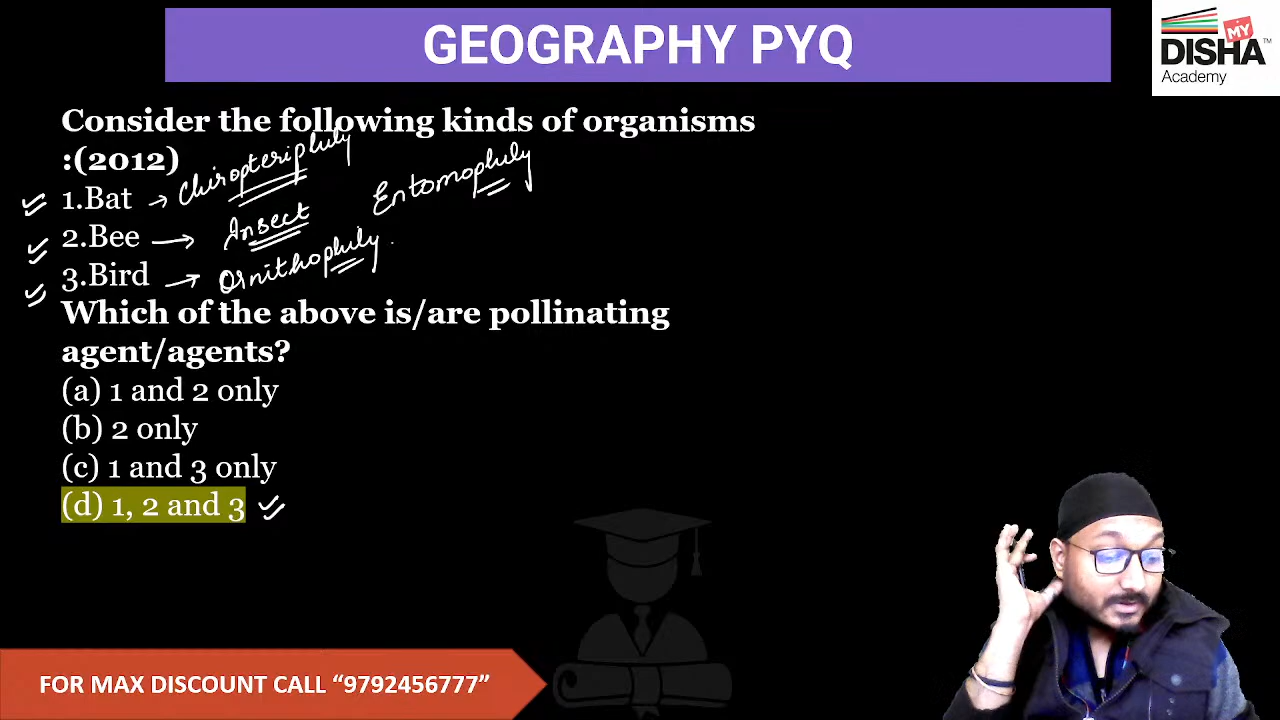 GEOGRAPHY PYQ
MY
DISHA™
Academy
Consider the following kinds of organisms
:(2012)
1.Bat → Chiropteriphily
Entomophily
2.Bee → Insect
3.Bird → Ornithophily
Which of the above is/are pollinating
agent/agents?
(a) 1 and 2 only
(b) 2 only
(c) 1 and 3 only
(d) 1, 2 and 3
FOR MAX DISCOUNT CALL “9792456777”